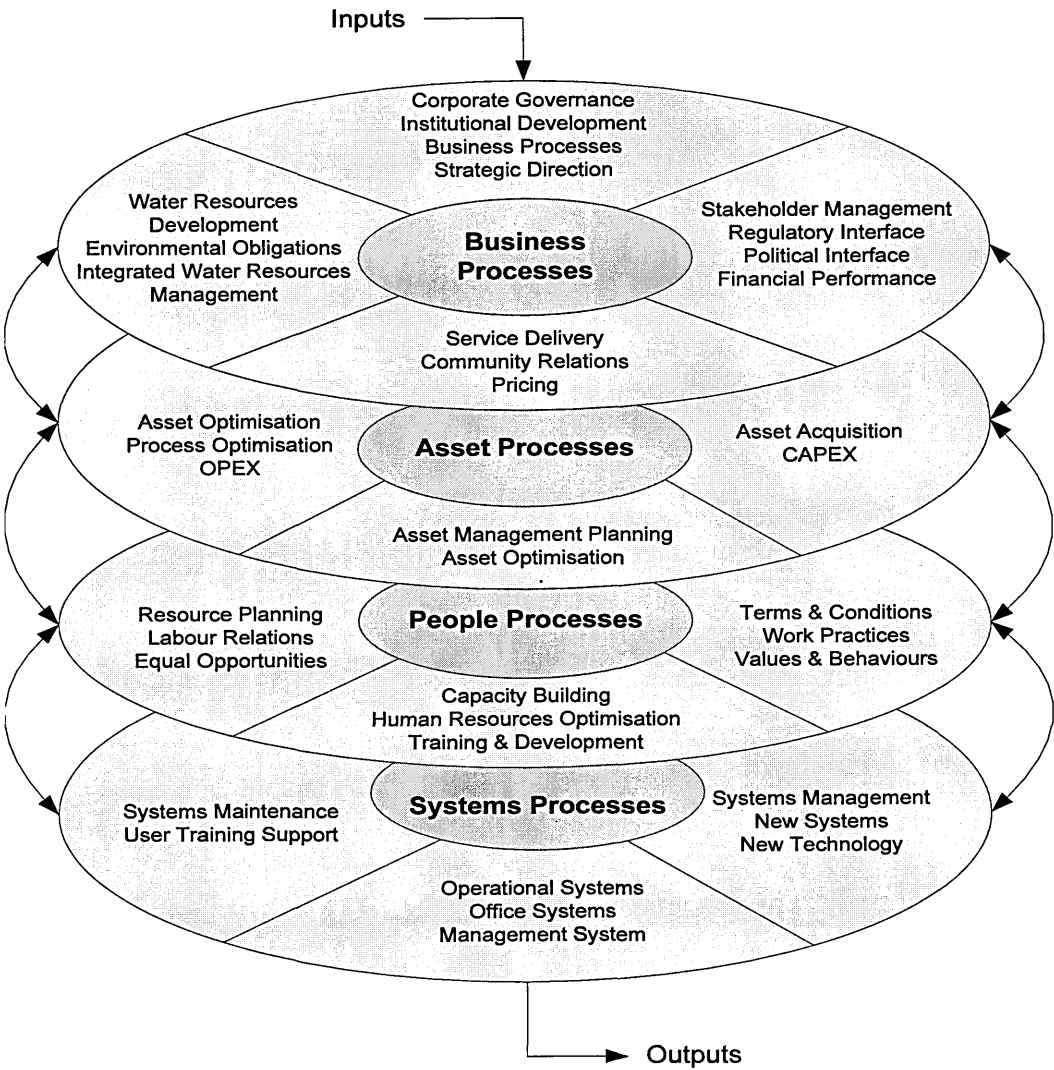 Inputs
Corporate Governance
Institutional Development
Business Processes
Strategic Direction
Water Resources
Development
Environmental Obligations
Integrated Water Resources
Management
Business
Processes
Stakeholder Management
Regulatory Interface
Political Interface
Financial Performance
Service Delivery
Community Relations
Pricing
Asset Optimisation
Process Optimisation
OPEX
Asset Processes
Asset Acquisition
CAPEX
Asset Management Planning
Asset Optimisation
Resource Planning
Labour Relations
Equal Opportunities
People Processes
Terms & Conditions
Work Practices
Values & Behaviours
Capacity Building
Human Resources Optimisation
Training & Development
Systems Maintenance
User Training Support
Systems Processes
Systems Management
New Systems
New Technology
Operational Systems
Office Systems
Management System
Outputs